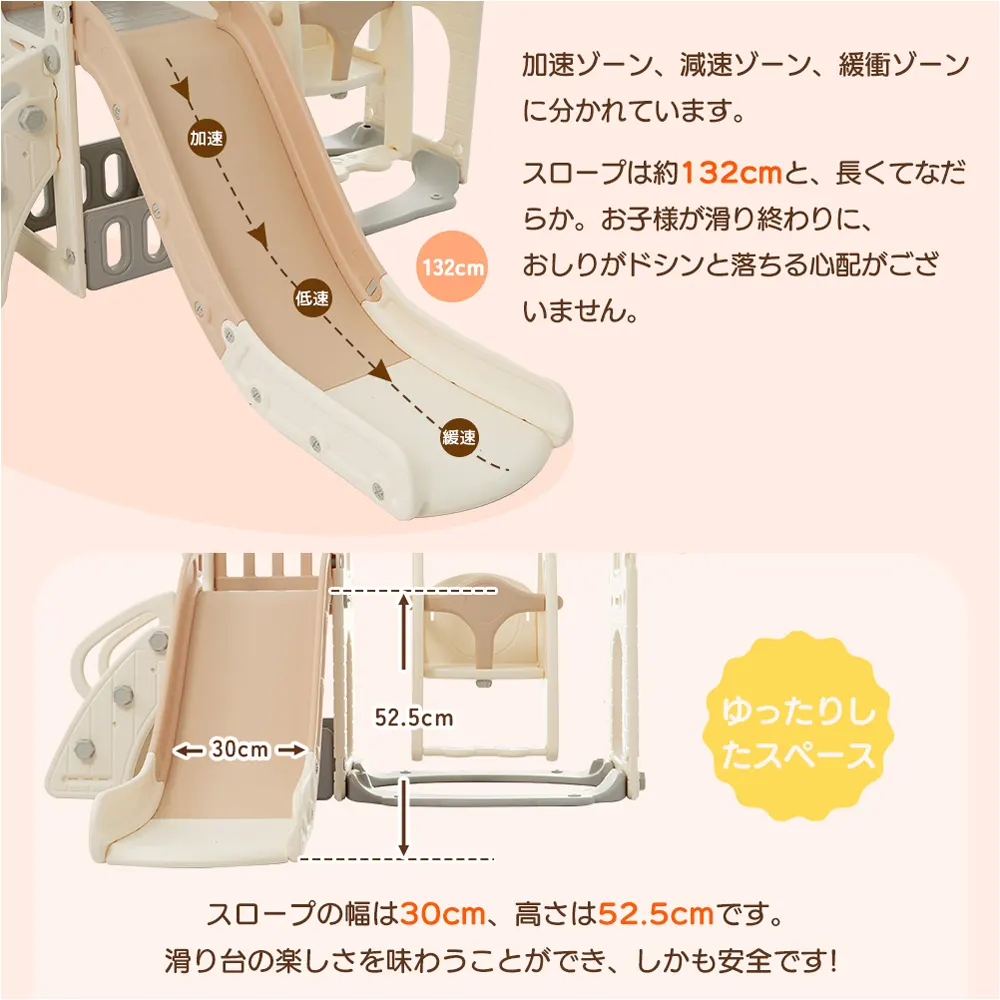 加速ゾーン、減速ゾーン、緩衝ゾーン
に分かれています。
スロープは約132cmと、長くてなだ
らか。お子様が滑り終わりに、
おしりがドシンと落ちる心配がござ
いません。
加速
132cm
低速
緩速
52.5cm
30cm
ゆったりし
たスペース
スロープの幅は30cm、高さは52.5cmです。
滑り台の楽しさを味わうことができ、しかも安全です!